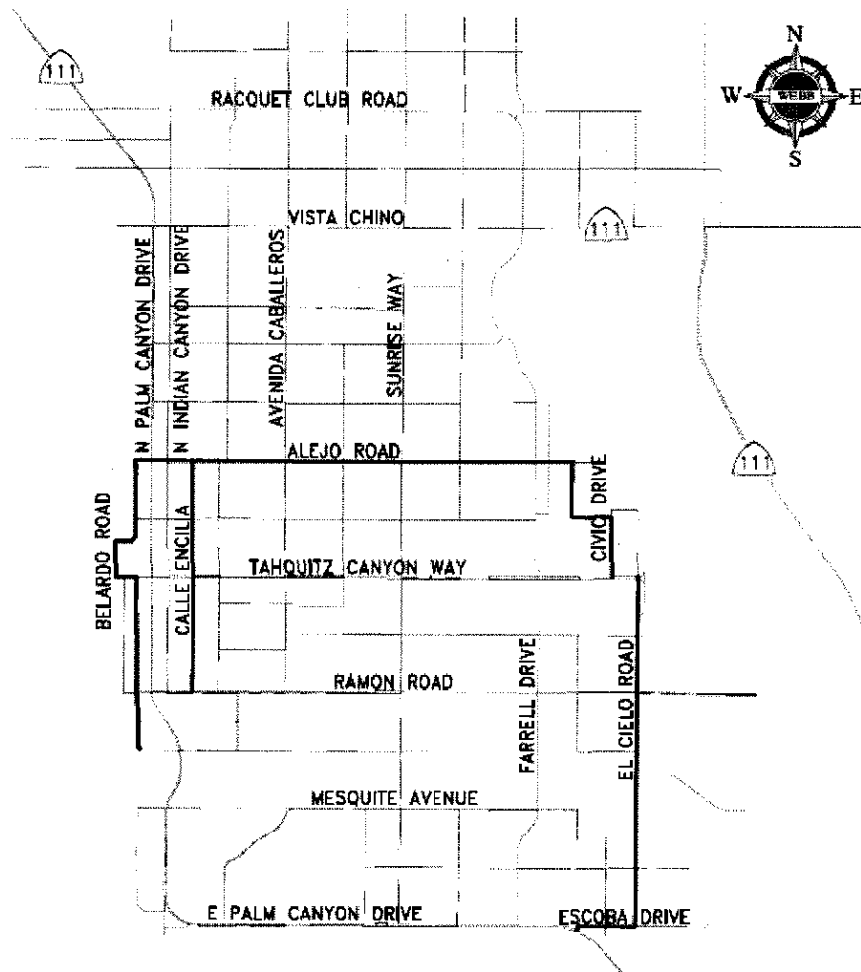 111
N
W
WEBB
E
S
RACQUET CLUB ROAD
VISTA CHINO
111
N PALM CANYON DRIVE
N INDIAN CANYON DRIVE
AVENIDA CABALLEROS
SUNRISE WAY
ALEJO ROAD
111
BELARDO ROAD
CALLE ENCILIA
CIVIC DRIVE
TAHQUITZ CANYON WAY
RAMON ROAD
FARRELL DRIVE
EL CIELO ROAD
MESQUITE AVENUE
E PALM CANYON DRIVE
ESCOBA DRIVE